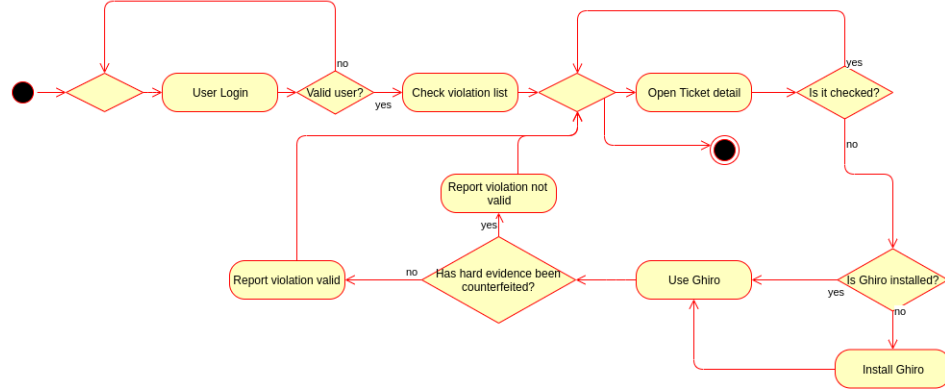 no
yes
User Login
Valid user?
Check violation list
Open Ticket detail
Is it checked?
yes
no
Report violation not
valid
yes
Report violation valid
no
Has hard evidence been
counterfeited?
Use Ghiro
Is Ghiro installed?
yes
no
Install Ghiro